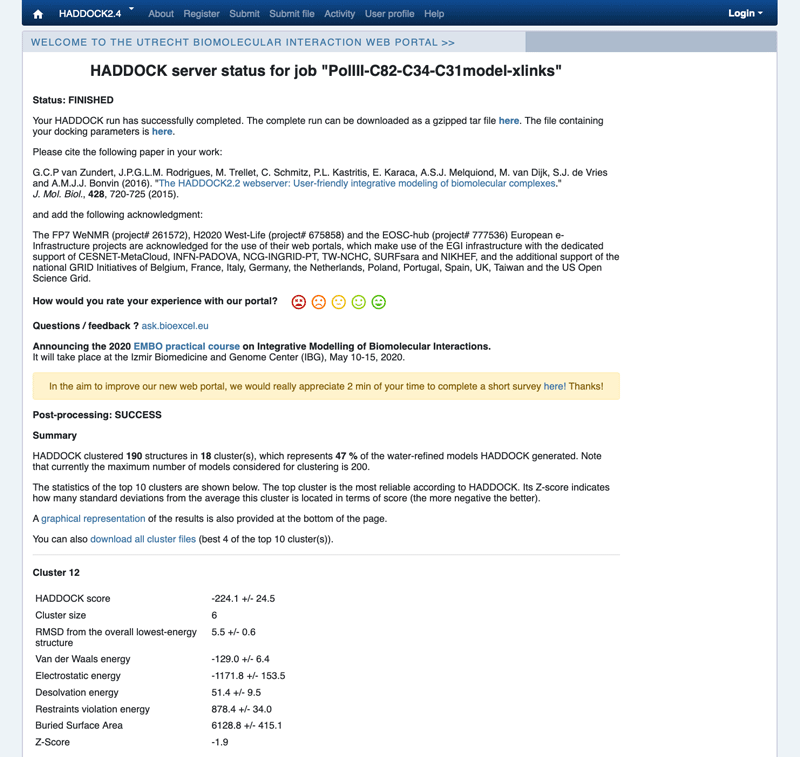 HADDOCK2.4 About Register Submit Submit file Activity User profile Help Login
WELCOME TO THE UTRECHT BIOMOLECULAR INTERACTION WEB PORTAL >>
HADDOCK server status for job "PolIII-C82-C34-C31model-xlinks"
Status: FINISHED
Your HADDOCK run has successfully completed. The complete run can be downloaded as a gzipped tar file here. The file containing
your docking parameters is here.
Please cite the following paper in your work:
G.C.P van Zundert, J.P.G.L.M. Rodrigues, M. Trellet, C. Schmitz, P.L. Kastritis, E. Karaca, A.S.J. Melquiond, M. van Dijk, S.J. de Vries
and A.M.J.J. Bonvin (2016). "The HADDOCK2.2 webserver: User-friendly integrative modeling of biomolecular complexes."
J. Mol. Biol., 428, 720-725 (2015).
and add the following acknowledgment:
The FP7 WeNMR (project# 261572), H2020 West-Life (project# 675858) and the EOSC-hub (project# 777536) European e-
Infrastructure projects are acknowledged for the use of their web portals, which make use of the EGI infrastructure with the dedicated
support of CESNET-MetaCloud, INFN-PADOVA, NCG-INGRID-PT, TW-NCHC, SURFsara and NIKHEF, and the additional support of the
national GRID Initiatives of Belgium, France, Italy, Germany, the Netherlands, Poland, Portugal, Spain, UK, Taiwan and the US Open
Science Grid.
How would you rate your experience with our portal?
Questions / feedback ? ask.bioexcel.eu
Announcing the 2020 EMBO practical course on Integrative Modelling of Biomolecular Interactions.
It will take place at the Izmir Biomedicine and Genome Center (IBG), May 10-15, 2020.
In the aim to improve our new web portal, we would really appreciate 2 min of your time to complete a short survey here! Thanks!
Post-processing: SUCCESS
Summary
HADDOCK clustered 190 structures in 18 cluster(s), which represents 47 % of the water-refined models HADDOCK generated. Note
that currently the maximum number of models considered for clustering is 200.
The statistics of the top 10 clusters are shown below. The top cluster is the most reliable according to HADDOCK. Its Z-score indicates
how many standard deviations from the average this cluster is located in terms of score (the more negative the better).
A graphical representation of the results is also provided at the bottom of the page.
You can also download all cluster files (best 4 of the top 10 cluster(s)).
Cluster 12
HADDOCK score -224.1 +/- 24.5
Cluster size 6
RMSD from the overall lowest-energy 5.5 +/- 0.6
structure
Van der Waals energy -129.0 +/- 6.4
Electrostatic energy -1171.8 +/- 153.5
Desolvation energy 51.4 +/- 9.5
Restraints violation energy 878.4 +/- 34.0
Buried Surface Area 6128.8 +/- 415.1
Z-Score -1.9